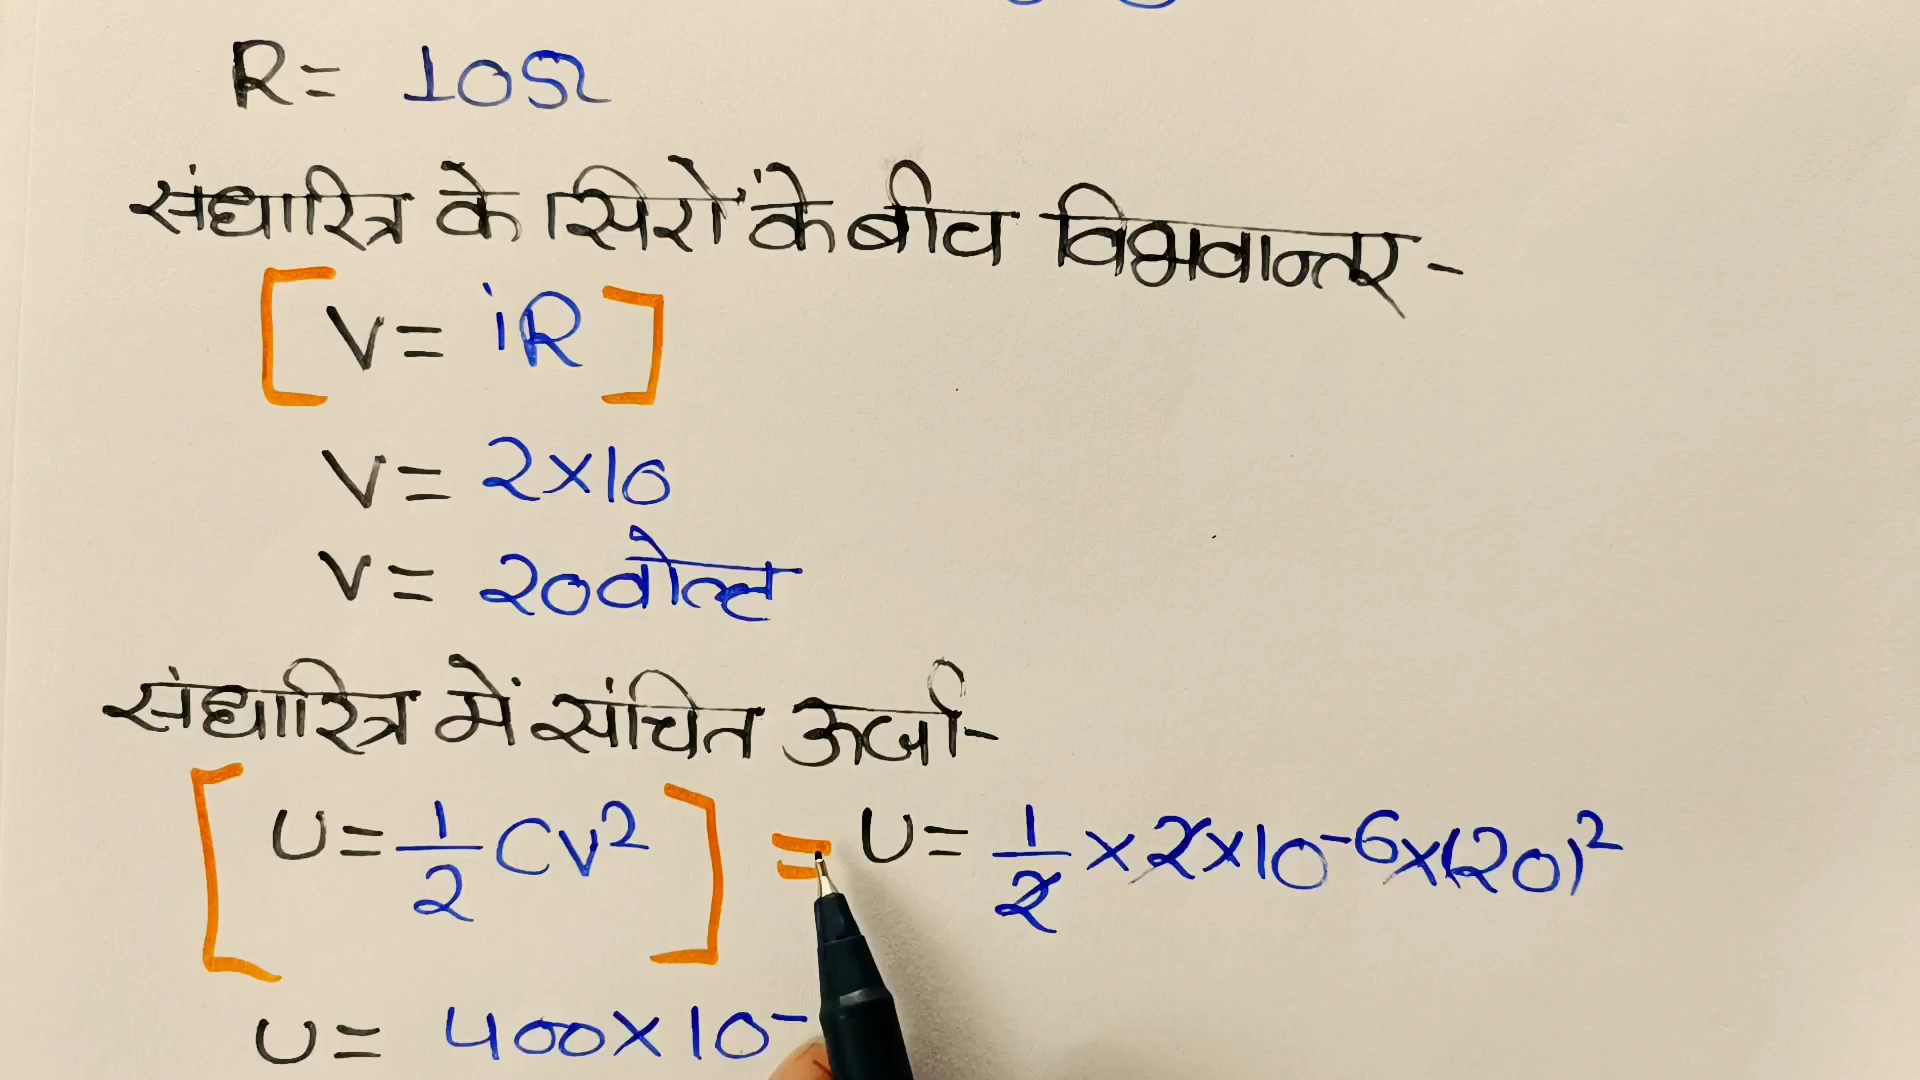 R= 10Ω
संधारित्र के सिरों के बीच विभवान्तर-
[ V= iR ]
V= 2×10
V= 20वोल्ट
संधारित्र में संचित ऊर्जा-
[ U= 1/2 CV² ] = U= 1/2 × 2×10⁻⁶×(20)²
U= 400×10⁻